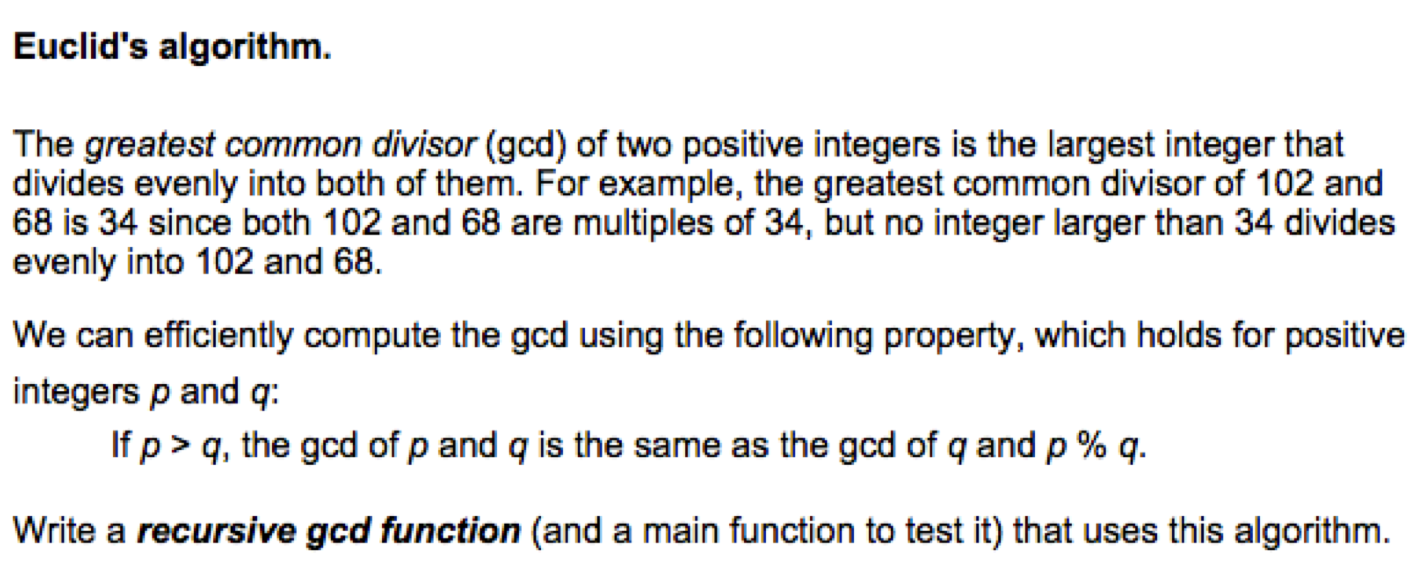 Euclid's algorithm.
The greatest common divisor (gcd) of two positive integers is the largest integer that
divides evenly into both of them. For example, the greatest common divisor of 102 and
68 is 34 since both 102 and 68 are multiples of 34, but no integer larger than 34 divides
evenly into 102 and 68.
We can efficiently compute the gcd using the following property, which holds for positive
integers p and q:
If p > q, the gcd of p and q is the same as the gcd of q and p % q.
Write a recursive gcd function (and a main function to test it) that uses this algorithm.